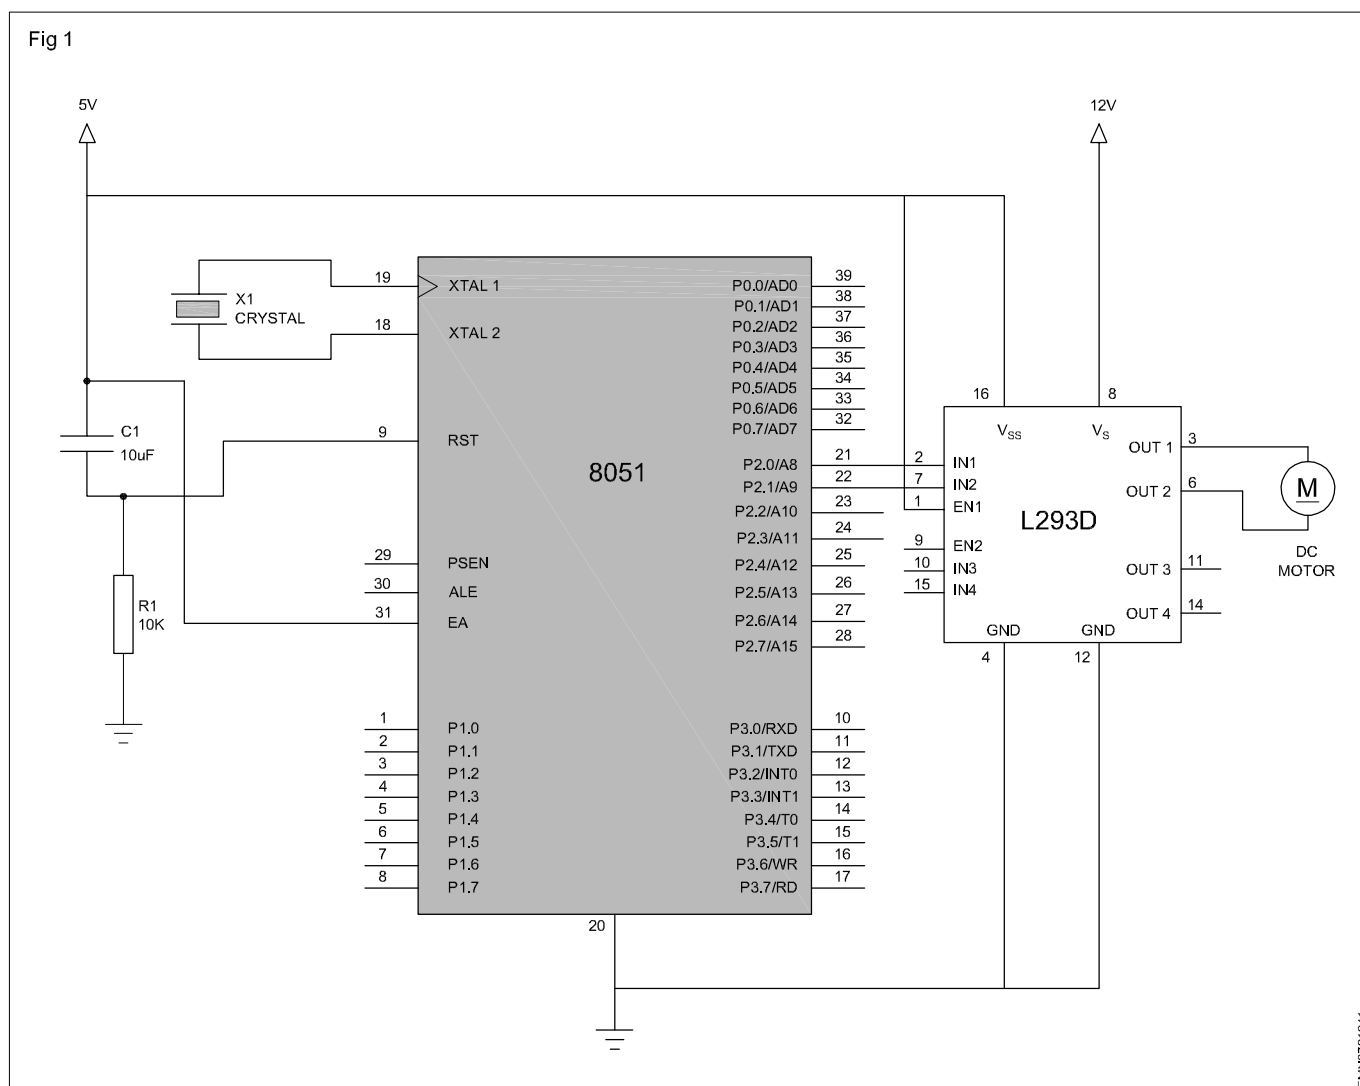 Fig 1
5V
12V
19
XTAL 1
X1
CRYSTAL
18
XTAL 2
C1
10uF
9
RST
29
PSEN
30
ALE
31
EA
R1
10K
1
P1.0
2
P1.1
3
P1.2
4
P1.3
5
P1.4
6
P1.5
7
P1.6
8
P1.7
8051
20
P0.0/AD0
39
P0.1/AD1
38
P0.2/AD2
37
P0.3/AD3
36
P0.4/AD4
35
P0.5/AD5
34
P0.6/AD6
33
P0.7/AD7
32
P2.0/A8
21
P2.1/A9
22
P2.2/A10
23
P2.3/A11
24
P2.4/A12
25
P2.5/A13
26
P2.6/A14
27
P2.7/A15
28
P3.0/RXD
10
P3.1/TXD
11
P3.2/INT0
12
P3.3/INT1
13
P3.4/T0
14
P3.5/T1
15
P3.6/WR
16
P3.7/RD
17
16
8
VSS
VS
2
IN1
7
IN2
1
EN1
9
EN2
10
IN3
15
IN4
L293D
OUT 1
3
OUT 2
6
OUT 3
11
OUT 4
14
GND
GND
4
12
M
DC
MOTOR